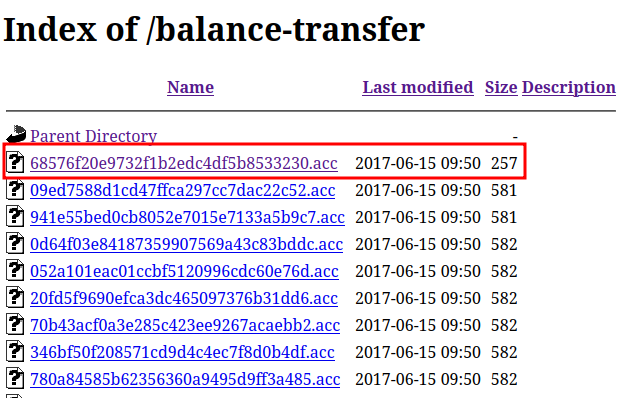 Index of /balance-transfer
Name Last modified Size Description
Parent Directory -
68576f20e9732f1b2edc4df5b8533230.acc 2017-06-15 09:50 257
09ed7588d1cd47ffca297cc7dac22c52.acc 2017-06-15 09:50 581
941e55bed0cb8052e7015e7133a5b9c7.acc 2017-06-15 09:50 581
0d64f03e84187359907569a43c83bddc.acc 2017-06-15 09:50 582
052a101eac01ccbf5120996cdc60e76d.acc 2017-06-15 09:50 582
20fd5f9690efca3dc465097376b31dd6.acc 2017-06-15 09:50 582
70b43acf0a3e285c423ee9267acaebb2.acc 2017-06-15 09:50 582
346bf50f208571cd9d4c4ec7f8d0b4df.acc 2017-06-15 09:50 582
780a84585b62356360a9495d9ff3a485.acc 2017-06-15 09:50 582